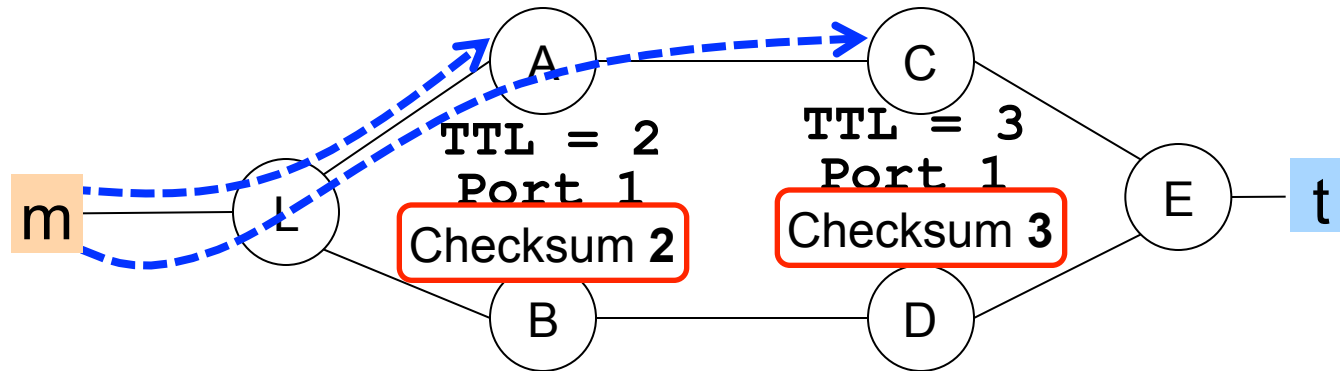 A
C
TTL = 2
Port 1
Checksum 2
TTL = 3
Port 1
Checksum 3
m
L
E
t
B
D